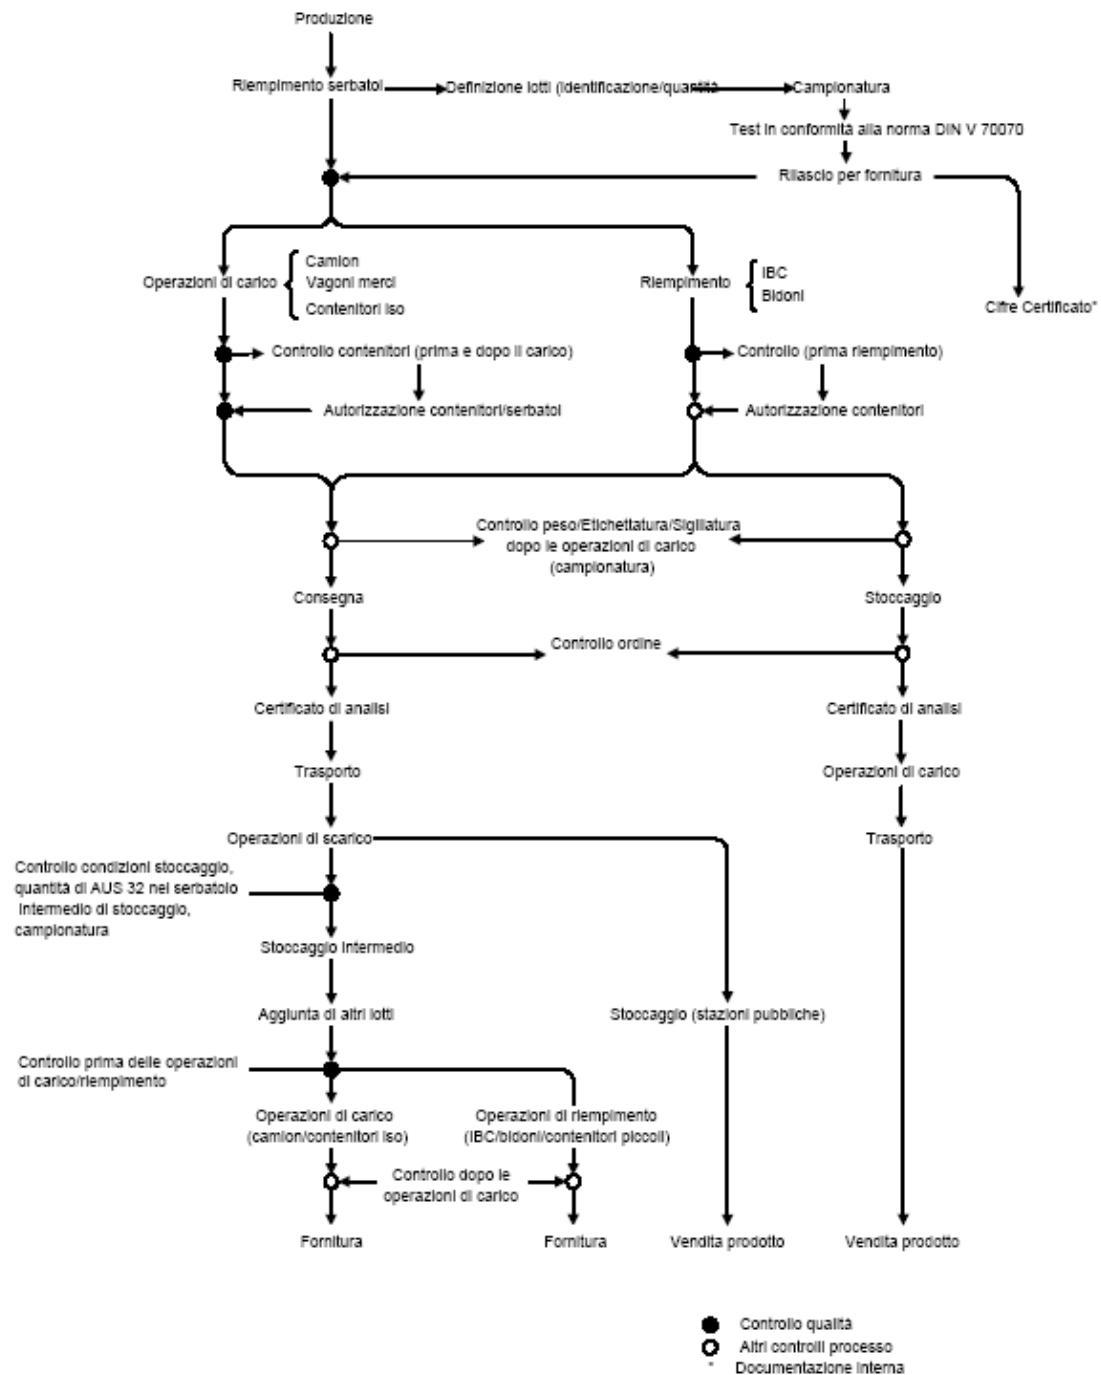 Produzione
Riempimento serbatoi
Definizione lotti (identificazione/quantità
Campionatura
Test in conformità alla norma DIN V 70070
Rilascio per fornitura
Operazioni di carico
Camion
Vagoni merci
Contenitori iso
Riempimento
IBC
Bidoni
Cifre Certificato*
Controllo contenitori (prima e dopo il carico)
Controllo (prima riempimento)
Autorizzazione contenitori/serbatoi
Autorizzazione contenitori
Controllo peso/Etichettatura/Sigillatura
dopo le operazioni di carico
(campionatura)
Consegna
Stoccaggio
Controllo ordine
Certificato di analisi
Certificato di analisi
Trasporto
Operazioni di carico
Operazioni di scarico
Trasporto
Controllo condizioni stoccaggio,
quantità di AUS 32 nel serbatoio
intermedio di stoccaggio,
campionatura
Stoccaggio intermedio
Aggiunta di altri lotti
Stoccaggio (stazioni pubbliche)
Controllo prima delle operazioni
di carico/riempimento
Operazioni di carico
(camion/contenitori iso)
Operazioni di riempimento
(IBC/bidoni/contenitori piccoli)
Controllo dopo le
operazioni di carico
Fornitura
Fornitura
Vendita prodotto
Vendita prodotto
Controllo qualità
Altri controlli processo
* Documentazione interna